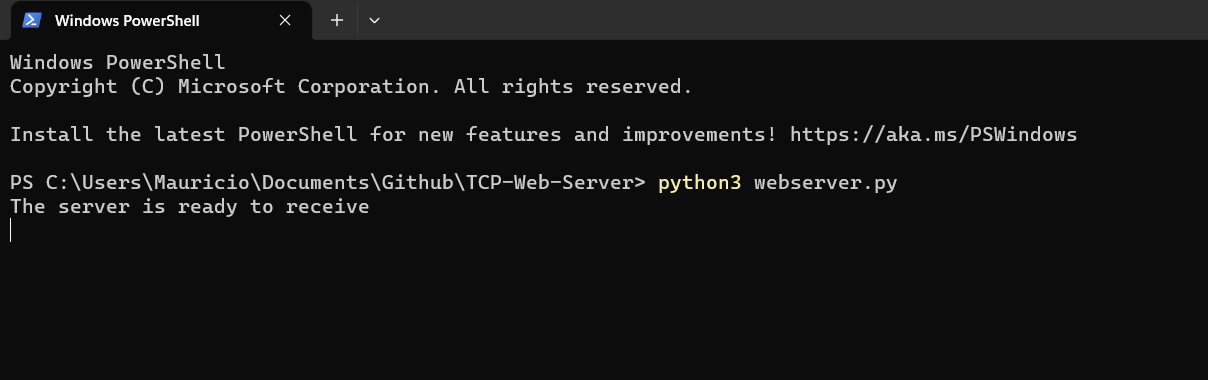 Windows PowerShell
Windows PowerShell
Copyright (C) Microsoft Corporation. All rights reserved.
Install the latest PowerShell for new features and improvements! https://aka.ms/PSWindows
PS C:\Users\Mauricio\Documents\Github\TCP-Web-Server> python3 webserver.py
The server is ready to receive